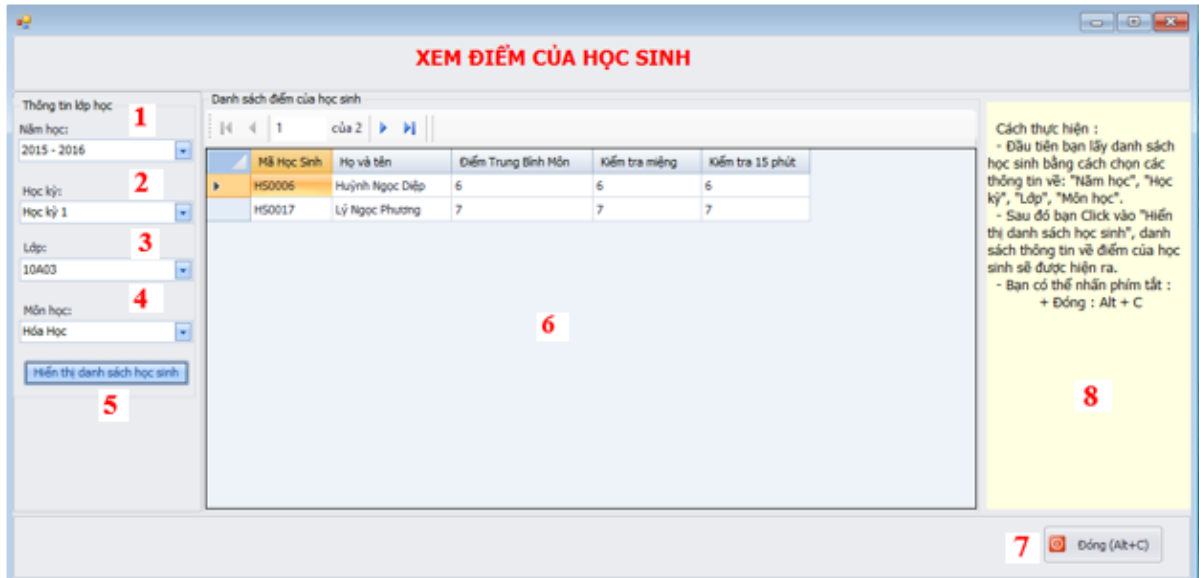 XEM ĐIỂM CỦA HỌC SINH
Thông tin lớp học
1
Năm học:
2015 - 2016
2
Học kỳ:
Học kỳ 1
3
Lớp:
10A03
4
Môn học:
Hóa Học
Hiển thị danh sách học sinh
5
Danh sách điểm của học sinh
1 của 2
Mã Học Sinh Họ và tên Điểm Trung Bình Môn Kiểm tra miệng Kiểm tra 15 phút
HS0006 Huỳnh Ngọc Diệp 6 6 6
HS0017 Lý Ngọc Phương 7 7 7
6
Cách thực hiện :
- Đầu tiên bạn lấy danh sách
học sinh bằng cách chọn các
thông tin về: "Năm học", "Học
kỳ", "Lớp", "Môn học".
- Sau đó bạn Click vào "Hiển
thị danh sách học sinh", danh
sách thông tin về điểm của học
sinh sẽ được hiện ra.
- Bạn có thể nhấn phím tắt :
+ Đóng : Alt + C
8
7
Đóng (Alt+C)